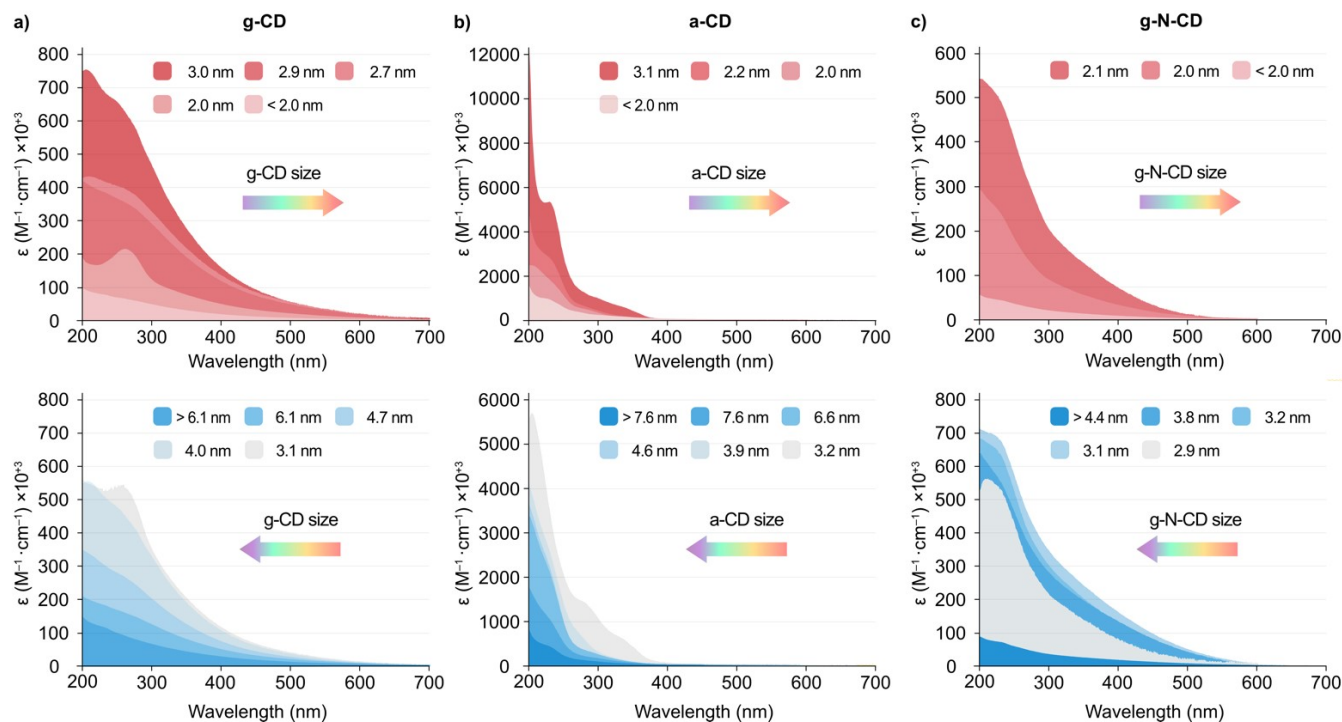 a) g-CD
800
700
600
500
400
300
200
100
0
ε (M⁻¹·cm⁻¹) ×10⁺³
3.0 nm 2.9 nm 2.7 nm
2.0 nm < 2.0 nm
g-CD size
200 300 400 500 600 700
Wavelength (nm)
b) a-CD
12000
10000
8000
6000
4000
2000
0
ε (M⁻¹·cm⁻¹) ×10⁺³
3.1 nm 2.2 nm 2.0 nm
< 2.0 nm
a-CD size
200 300 400 500 600 700
Wavelength (nm)
c) g-N-CD
600
500
400
300
200
100
0
ε (M⁻¹·cm⁻¹) ×10⁺³
2.1 nm 2.0 nm < 2.0 nm
g-N-CD size
200 300 400 500 600 700
Wavelength (nm)
800
700
600
500
400
300
200
100
0
ε (M⁻¹·cm⁻¹) ×10⁺³
> 6.1 nm 6.1 nm 4.7 nm
4.0 nm 3.1 nm
g-CD size
200 300 400 500 600 700
Wavelength (nm)
6000
5000
4000
3000
2000
1000
0
ε (M⁻¹·cm⁻¹) ×10⁺³
> 7.6 nm 7.6 nm 6.6 nm
4.6 nm 3.9 nm 3.2 nm
a-CD size
200 300 400 500 600 700
Wavelength (nm)
800
700
600
500
400
300
200
100
0
ε (M⁻¹·cm⁻¹) ×10⁺³
> 4.4 nm 3.8 nm 3.2 nm
3.1 nm 2.9 nm
g-N-CD size
200 300 400 500 600 700
Wavelength (nm)